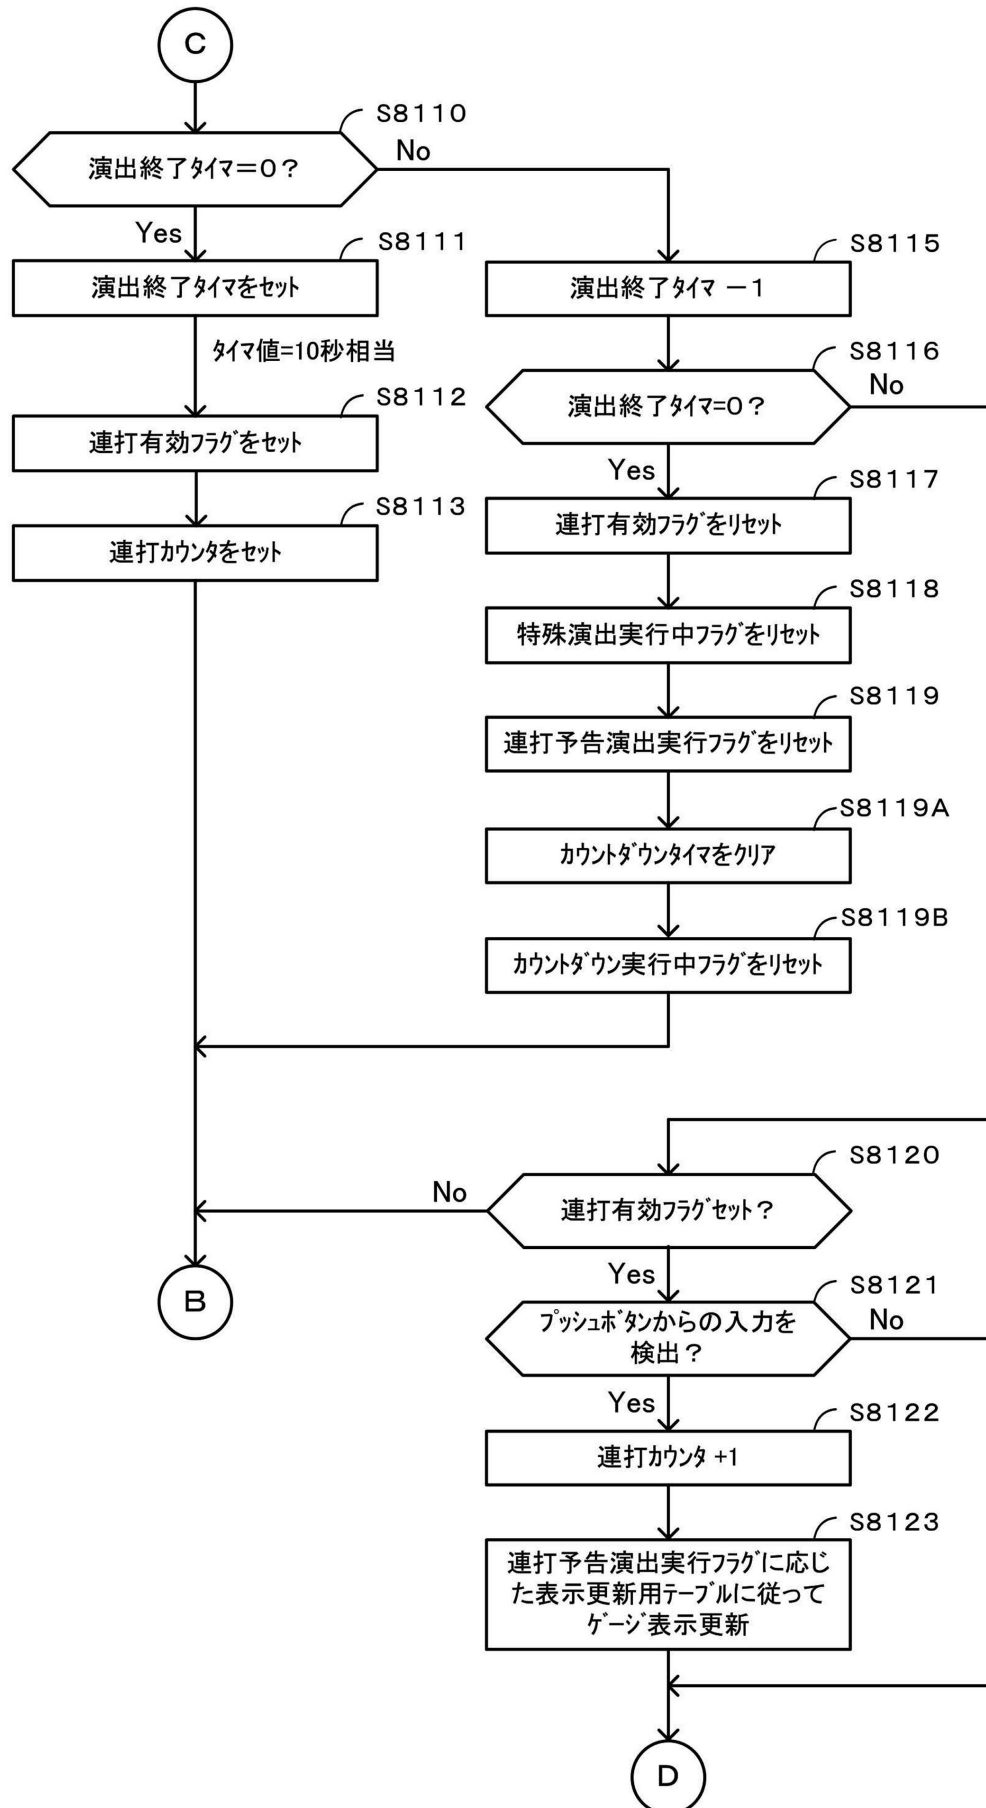 C
S8110
演出終了ﾀｲﾏ=0?
No
Yes
S8111
演出終了ﾀｲﾏをｾｯﾄ
ﾀｲﾏ値=10秒相当
S8112
連打有効ﾌﾗｸﾞをｾｯﾄ
S8113
連打ｶｳﾝﾀをｾｯﾄ
S8115
演出終了ﾀｲﾏ −1
S8116
演出終了ﾀｲﾏ=0?
No
Yes
S8117
連打有効ﾌﾗｸﾞをﾘｾｯﾄ
S8118
特殊演出実行中ﾌﾗｸﾞをﾘｾｯﾄ
S8119
連打予告演出実行ﾌﾗｸﾞをﾘｾｯﾄ
S8119A
ｶｳﾝﾄﾀﾞｳﾝﾀｲﾏをｸﾘｱ
S8119B
ｶｳﾝﾄﾀﾞｳﾝ実行中ﾌﾗｸﾞをﾘｾｯﾄ
S8120
連打有効ﾌﾗｸﾞｾｯﾄ?
No
Yes
B
S8121
ﾌﾟｯｼｭﾎﾞﾀﾝからの入力を
検出?
No
Yes
S8122
連打ｶｳﾝﾀ +1
S8123
連打予告演出実行ﾌﾗｸﾞに応じ
た表示更新用ﾃｰﾌﾞﾙに従って
ｹﾞｰｼﾞ表示更新
D